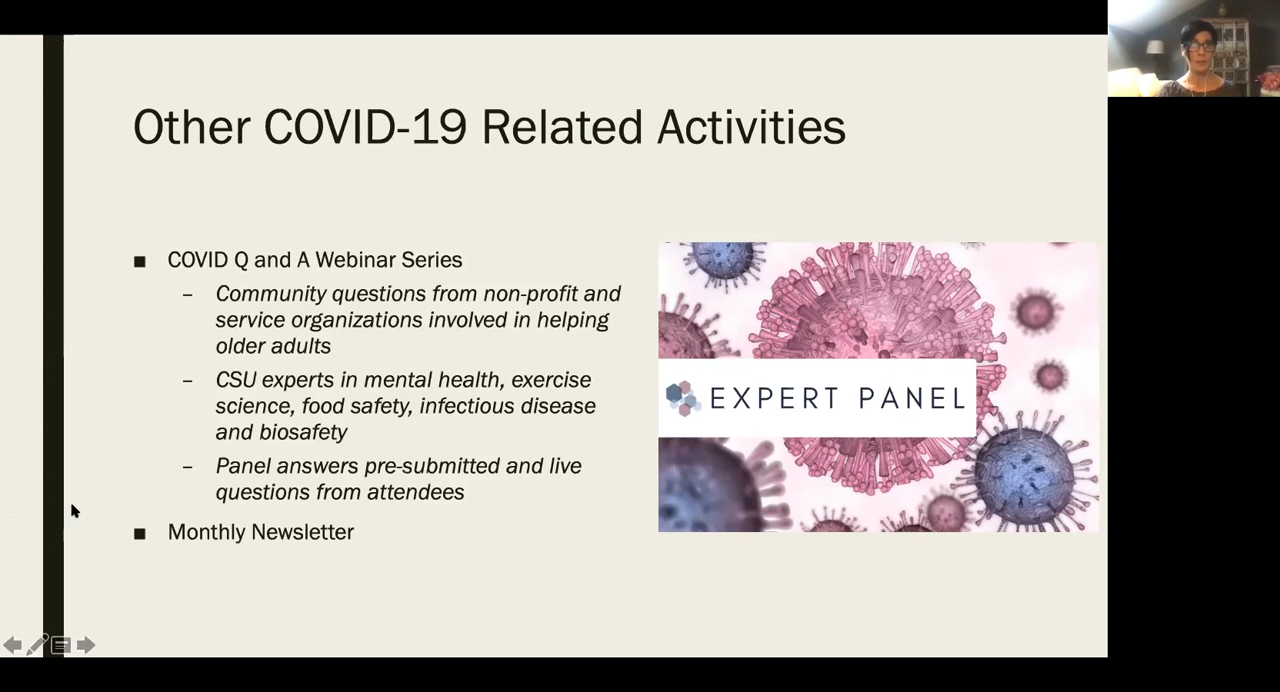 Other COVID-19 Related Activities
■ COVID Q and A Webinar Series
– Community questions from non-profit and
service organizations involved in helping
older adults
– CSU experts in mental health, exercise
science, food safety, infectious disease
and biosafety
– Panel answers pre-submitted and live
questions from attendees
■ Monthly Newsletter
EXPERT PANEL